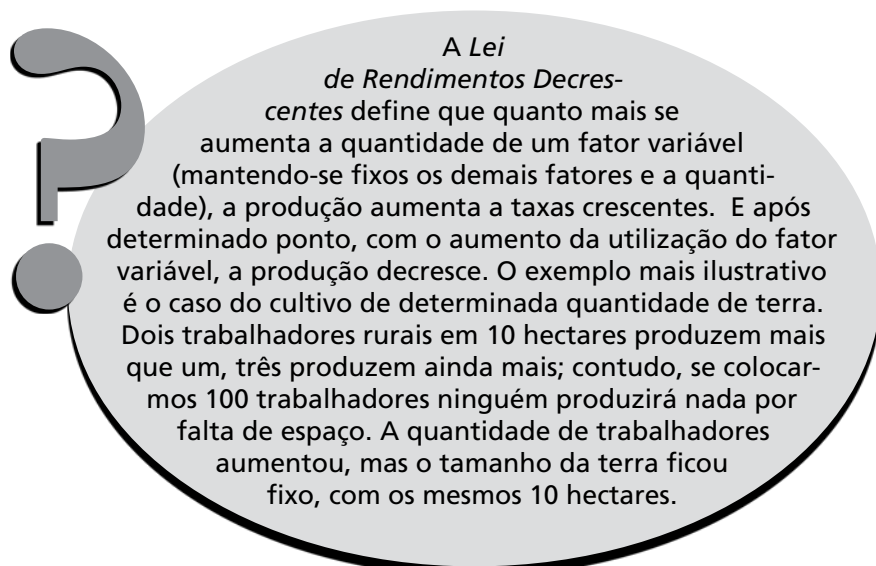 A Lei
de Rendimentos Decres-
centes define que quanto mais se
aumenta a quantidade de um fator variável
(mantendo-se fixos os demais fatores e a quanti-
dade), a produção aumenta a taxas crescentes. E após
determinado ponto, com o aumento da utilização do fator
variável, a produção decresce. O exemplo mais ilustrativo
é o caso do cultivo de determinada quantidade de terra.
Dois trabalhadores rurais em 10 hectares produzem mais
que um, três produzem ainda mais; contudo, se colocar-
mos 100 trabalhadores ninguém produzirá nada por
falta de espaço. A quantidade de trabalhadores
aumentou, mas o tamanho da terra ficou
fixo, com os mesmos 10 hectares.